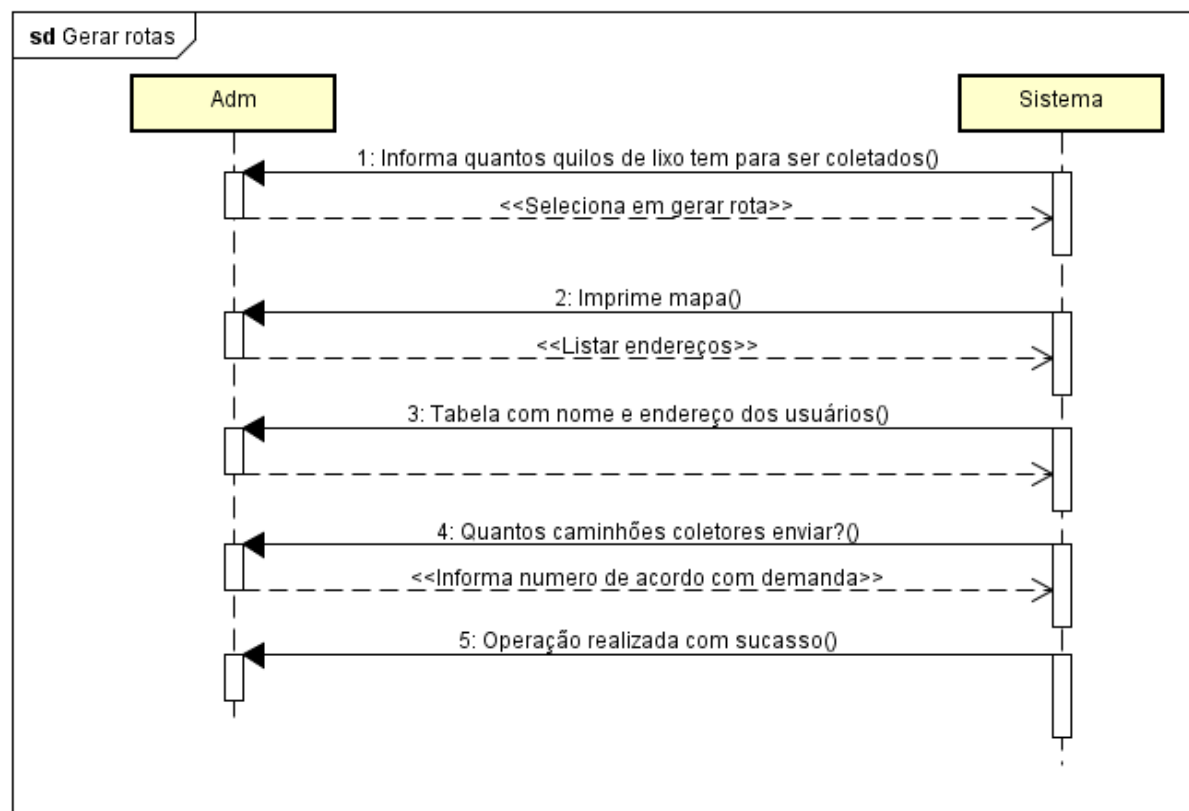 sd Gerar rotas
Adm
Sistema
1: Informa quantos quilos de lixo tem para ser coletados()
<<Seleciona em gerar rota>>
2: Imprime mapa()
<<Listar endereços>>
3: Tabela com nome e endereço dos usuários()
4: Quantos caminhões coletores enviar?()
<<Informa numero de acordo com demanda>>
5: Operação realizada com sucasso()